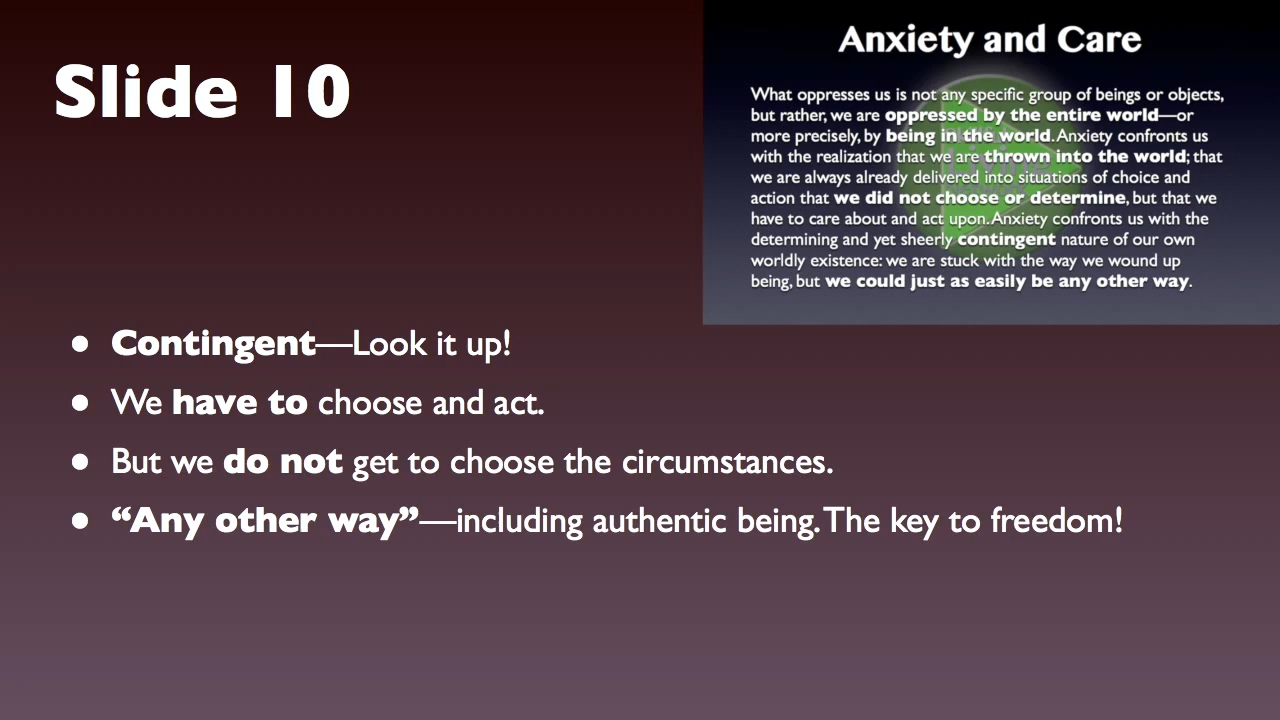 Slide 10
Anxiety and Care
What oppresses us is not any specific group of beings or objects,
but rather, we are oppressed by the entire world—or
more precisely, by being in the world. Anxiety confronts us
with the realization that we are thrown into the world; that
we are always already delivered into situations of choice and
action that we did not choose or determine, but that we
have to care about and act upon. Anxiety confronts us with the
determining and yet sheerly contingent nature of our own
worldly existence: we are stuck with the way we wound up
being, but we could just as easily be any other way.
• Contingent—Look it up!
• We have to choose and act.
• But we do not get to choose the circumstances.
• “Any other way”—including authentic being. The key to freedom!